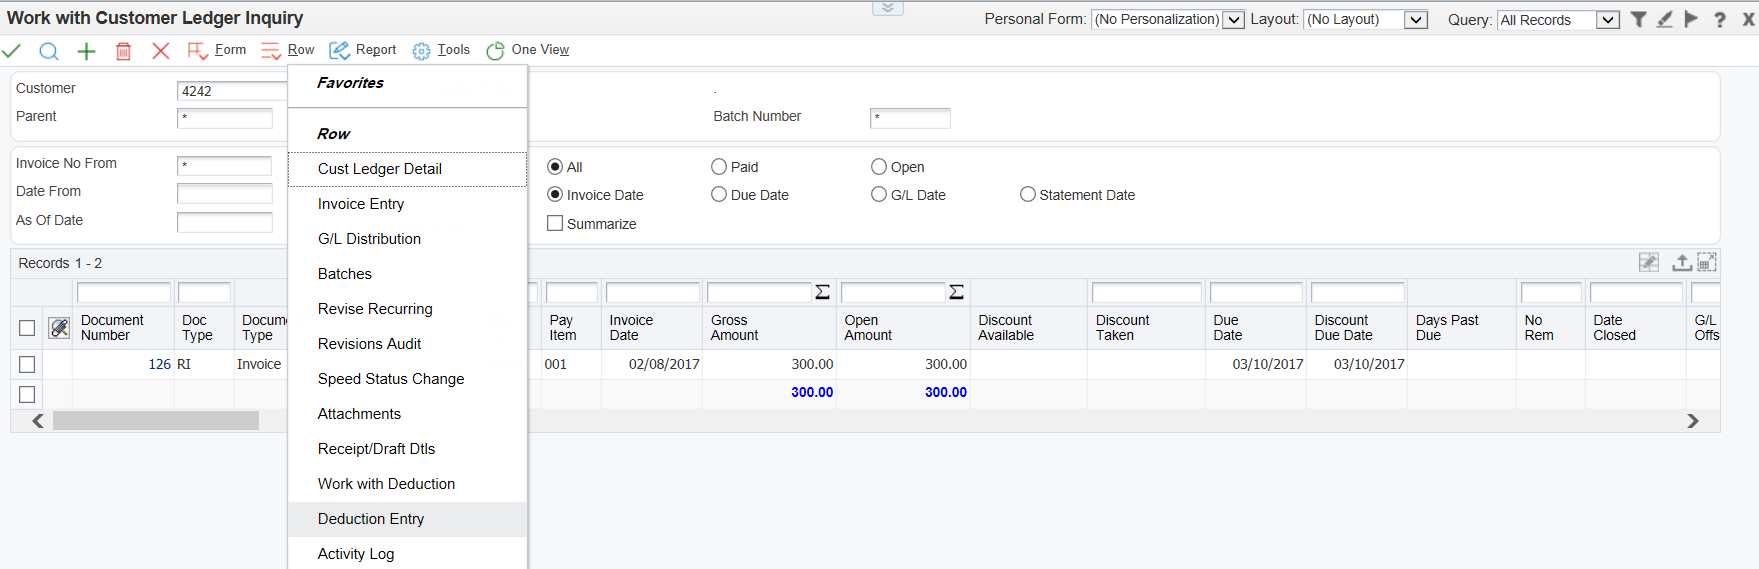 Work with Customer Ledger Inquiry
Personal Form: (No Personalization) Layout: (No Layout) Query: All Records ? X
Form Row Report Tools One View
Favorites
Row
Cust Ledger Detail
Invoice Entry
G/L Distribution
Batches
Revise Recurring
Revisions Audit
Speed Status Change
Attachments
Receipt/Draft Dtls
Work with Deduction
Deduction Entry
Activity Log
Customer 4242 .
Parent * Batch Number *
Invoice No From * All Paid Open
Date From Invoice Date Due Date G/L Date Statement Date
As Of Date Summarize
Records 1 - 2
Σ Σ
Document Number Doc Type Docume Type Pay Item Invoice Date Gross Amount Open Amount Discount Available Discount Taken Due Date Discount Due Date Days Past Due No Rem Date Closed G/L Offs
126 RI Invoice 001 02/08/2017 300.00 300.00 03/10/2017 03/10/2017
300.00 300.00